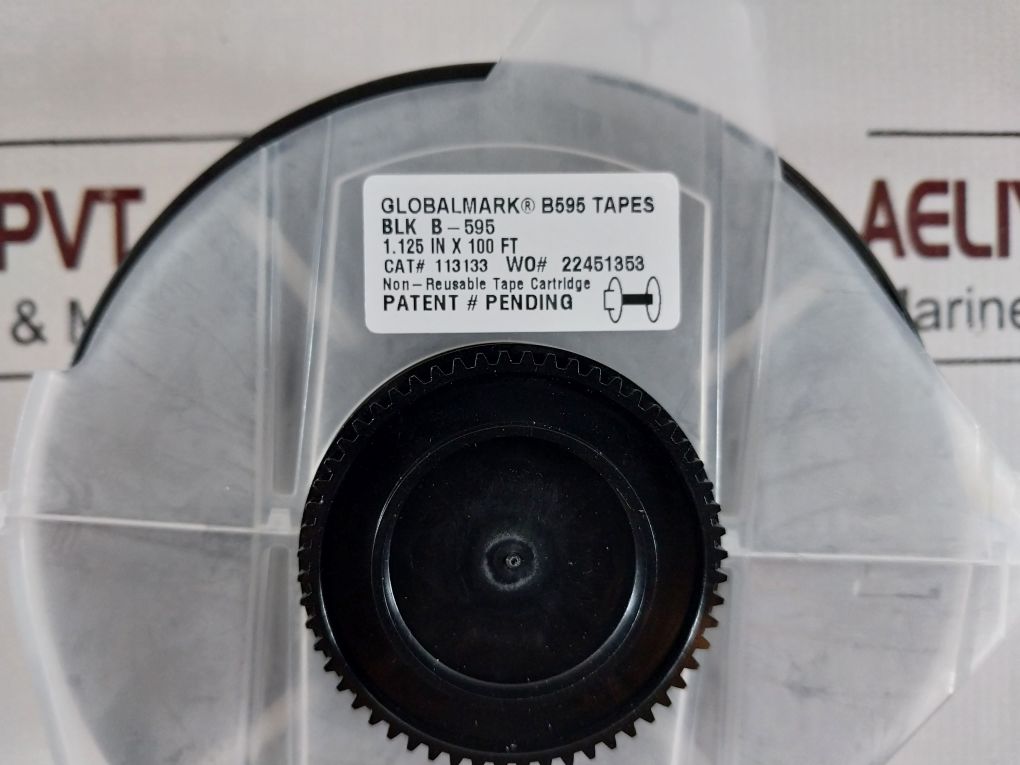 GLOBALMARK® B595 TAPES
BLK B-595
1.125 IN X 100 FT
CAT# 113133 WO# 22451353
Non-Reusable Tape Cartridge
PATENT # PENDING
PVT
AELI
& M
arine